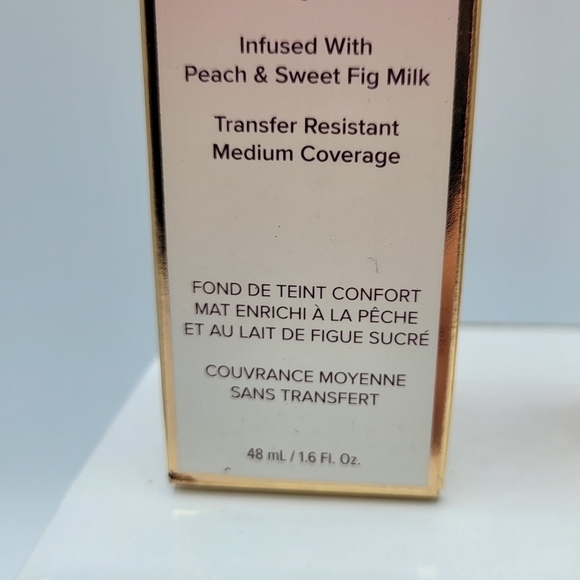 Infused With
Peach & Sweet Fig Milk
Transfer Resistant
Medium Coverage
FOND DE TEINT CONFORT
MAT ENRICHI À LA PÊCHE
ET AU LAIT DE FIGUE SUCRÉ
COUVRANCE MOYENNE
SANS TRANSFERT
48 mL / 1.6 Fl. Oz.